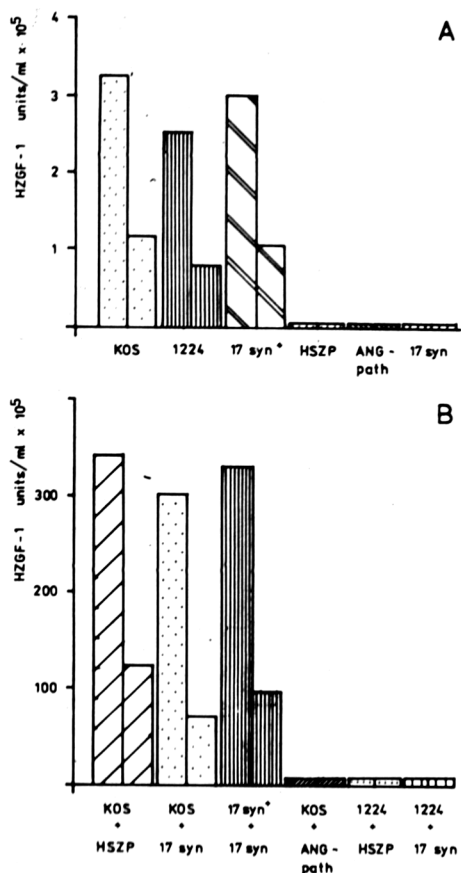 A
HZGF-1 units/ml x 10⁵
4
3
2
1
KOS 1224 17 syn⁺ HSZP ANG- 17 syn
path
B
HZGF-1 units/ml x 10⁵
300
200
100
KOS KOS 17 syn⁺ KOS 1224 1224
+ + + + + +
HSZP 17 syn 17 syn ANG- HSZP 17 syn
path